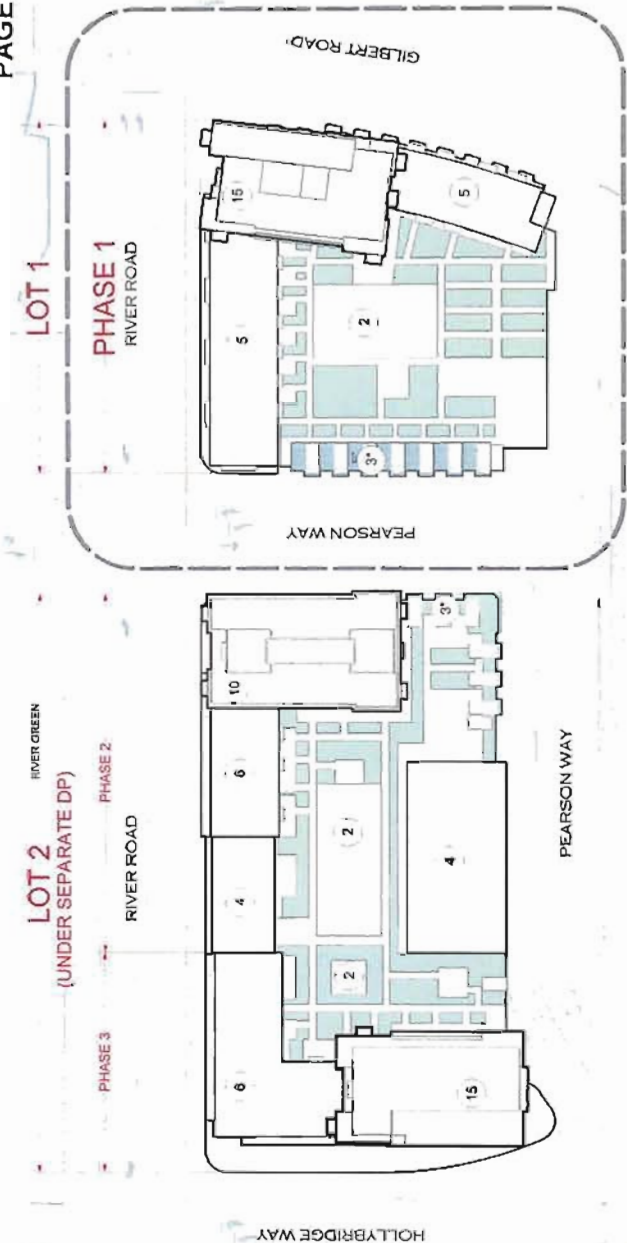 PAGE
LOT 1
PHASE 1
RIVER ROAD
GILBERT ROAD
15
5
5
2
3*
PEARSON WAY
RIVER GREEN
LOT 2
(UNDER SEPARATE DP)
PHASE 2
PHASE 3
RIVER ROAD
10
3*
6
2
4
4
2
6
15
PEARSON WAY
HOLLYBRIDGE WAY